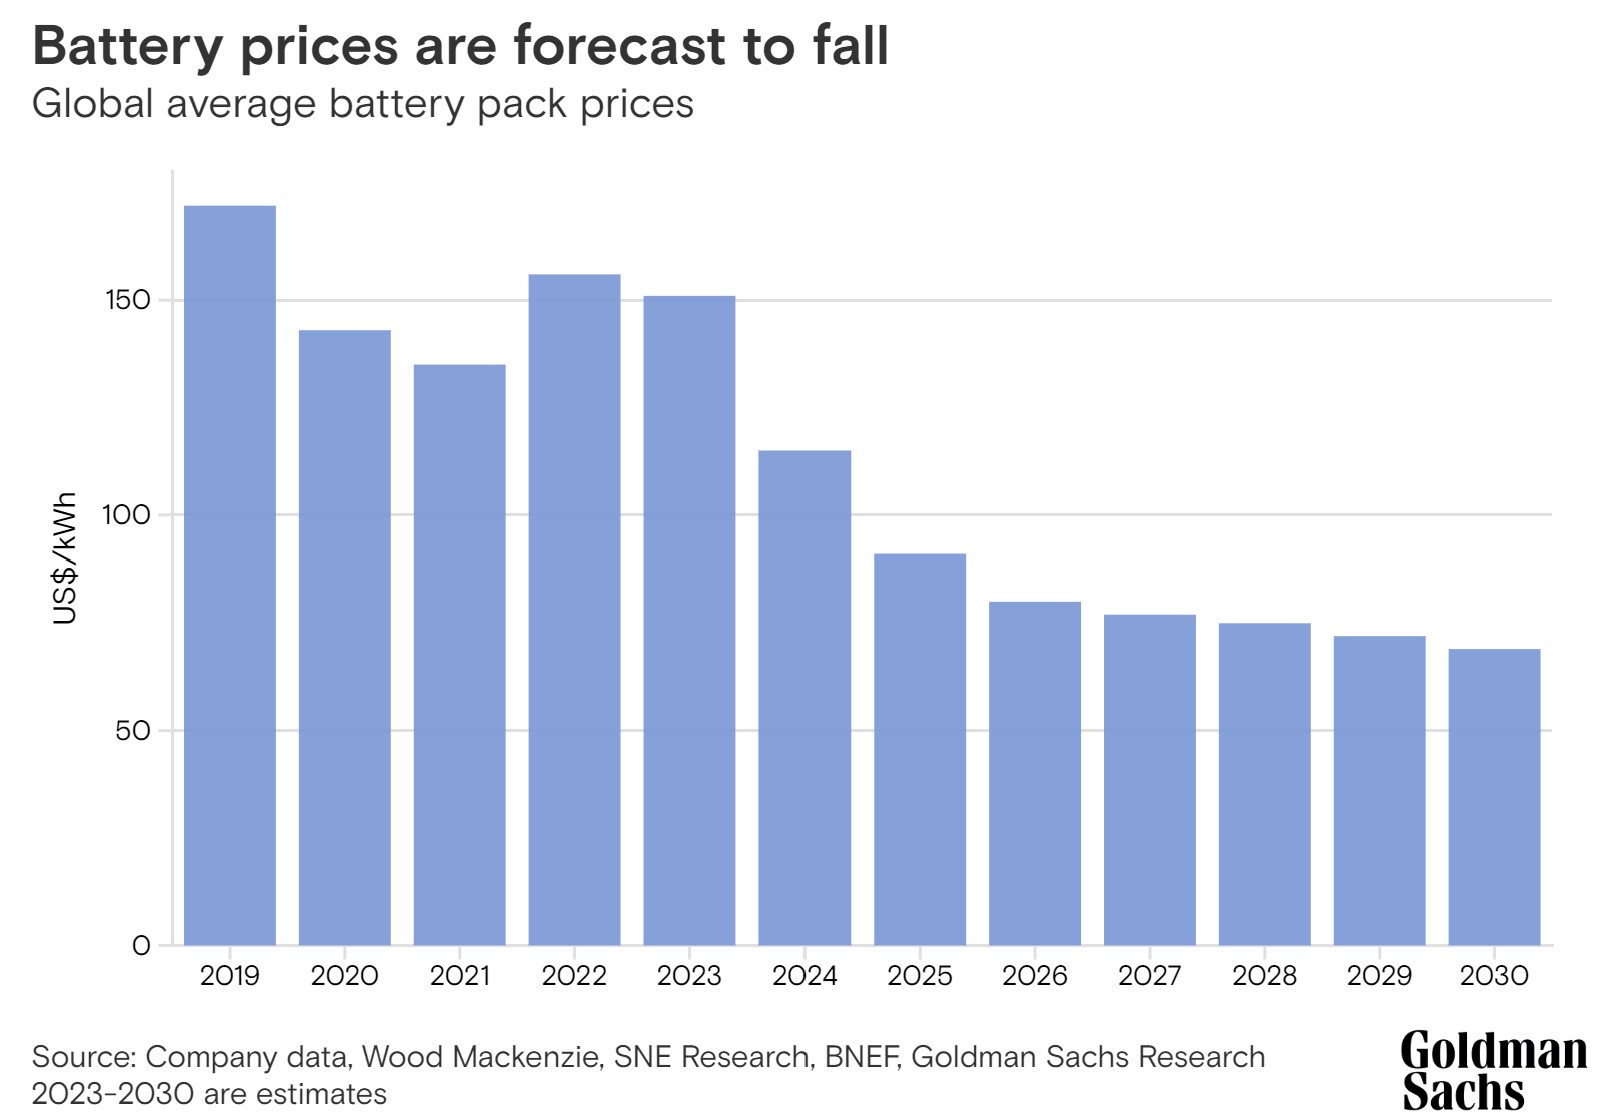 Battery prices are forecast to fall
Global average battery pack prices
US$/kWh
150
100
50
0
2019 2020 2021 2022 2023 2024 2025 2026 2027 2028 2029 2030
Source: Company data, Wood Mackenzie, SNE Research, BNEF, Goldman Sachs Research
2023-2030 are estimates
Goldman
Sachs